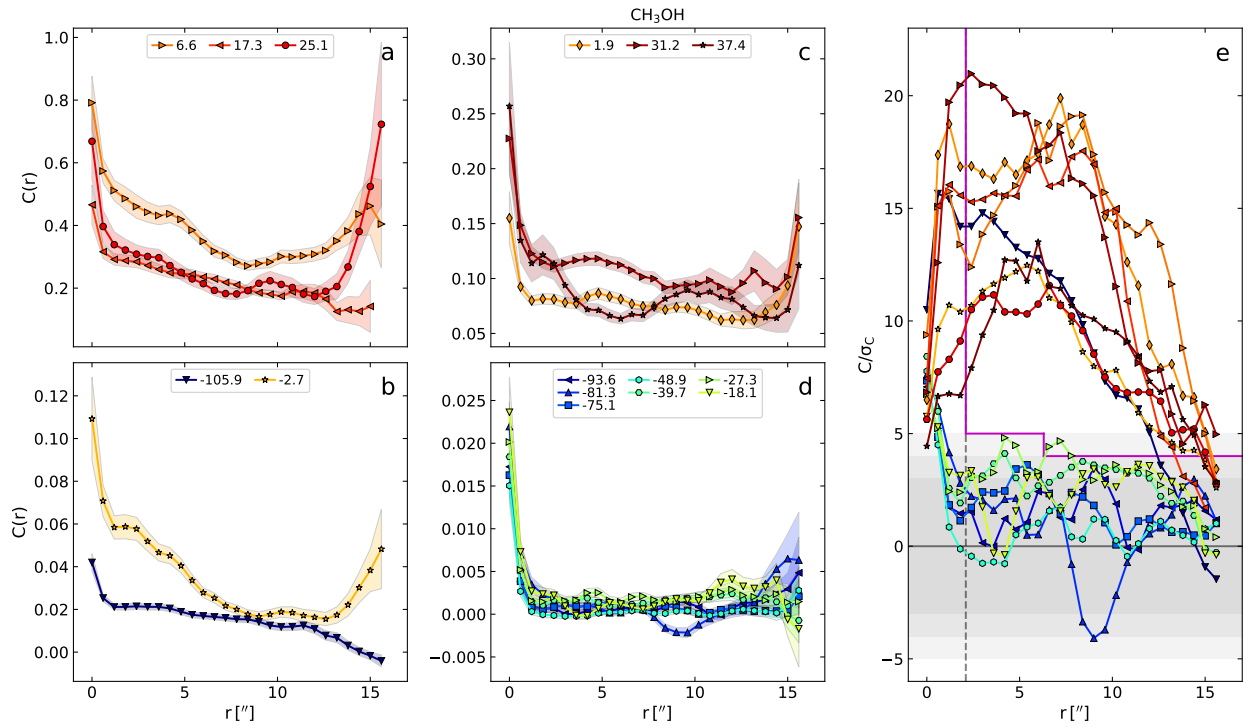 CH₃OH
a
6.6 17.3 25.1
C(r)
1.0
0.8
0.6
0.4
0.2
c
1.9 31.2 37.4
0.30
0.25
0.20
0.15
0.10
0.05
b
-105.9 -2.7
C(r)
0.12
0.10
0.08
0.06
0.04
0.02
0.00
0 5 10 15
r ['']
d
-93.6 -48.9 -27.3
-81.3 -39.7 -18.1
-75.1
0.025
0.020
0.015
0.010
0.005
0.000
−0.005
0 5 10 15
r ['']
e
C/σ_C
20
15
10
5
0
−5
0 5 10 15
r ['']